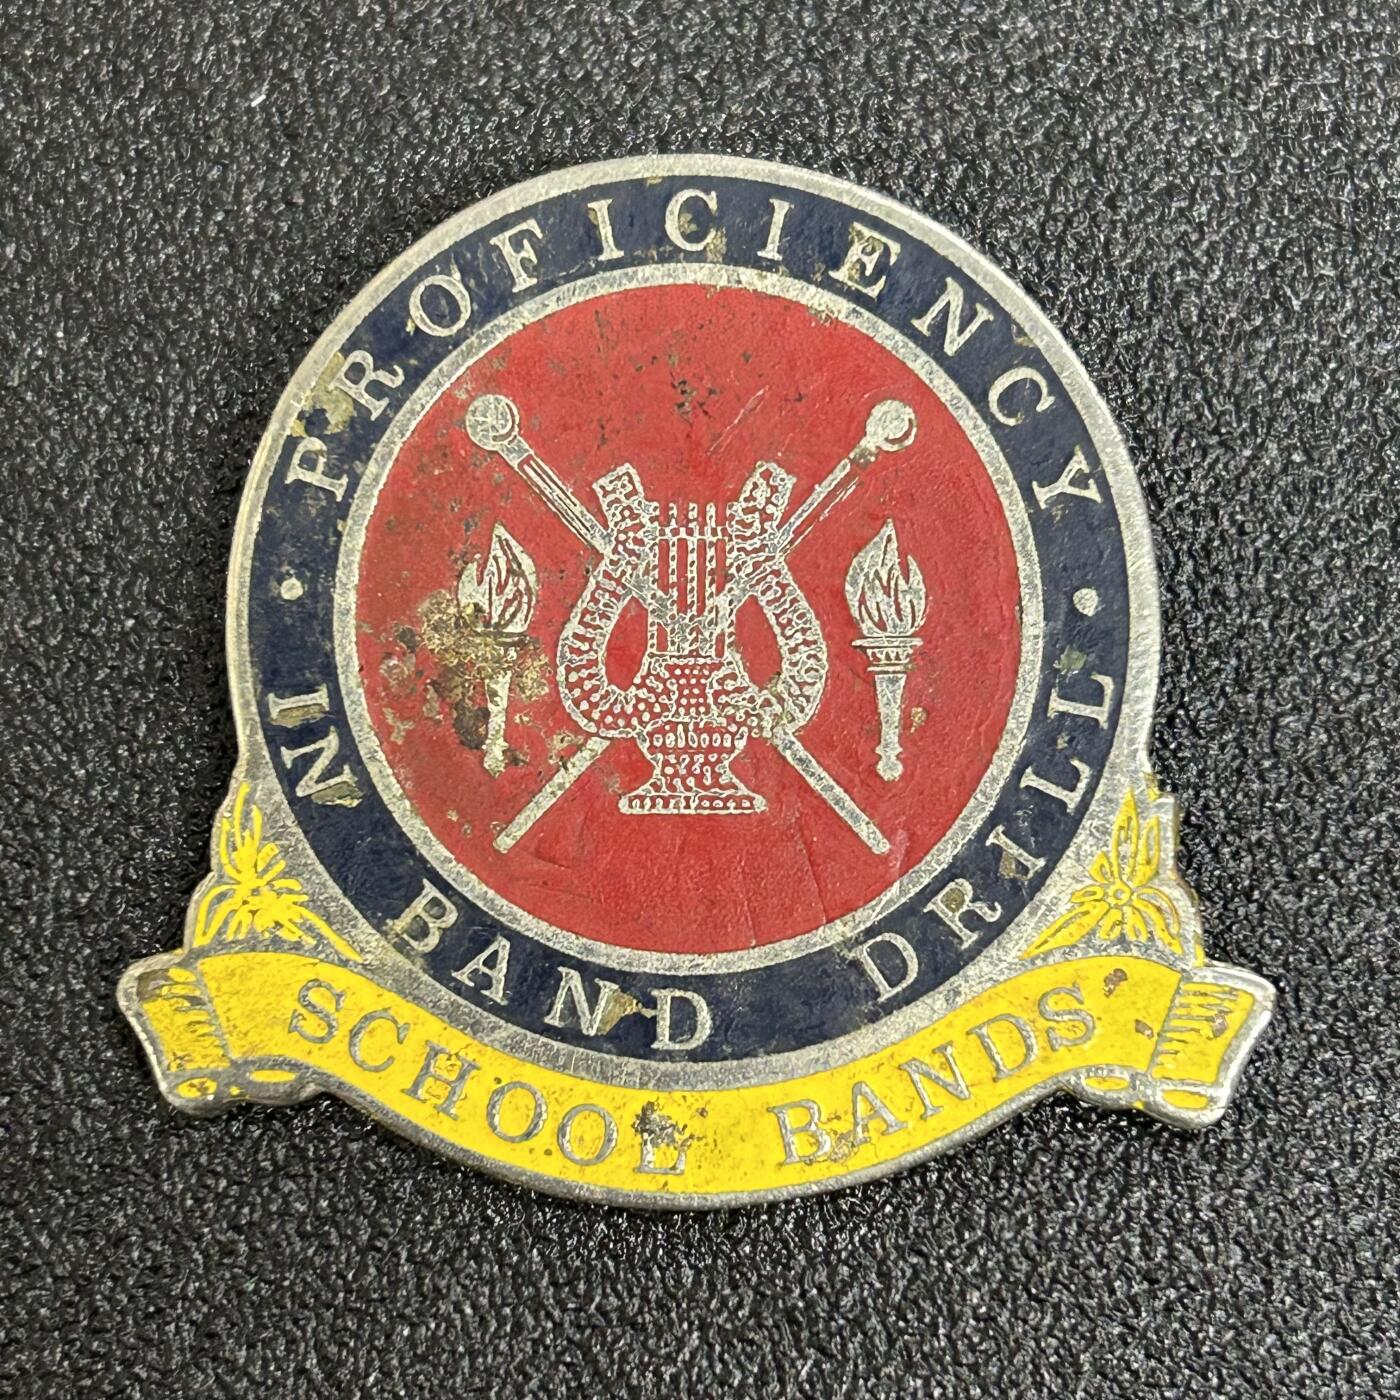 PROFICIENCY
IN BAND DRILL
SCHOOL BANDS'